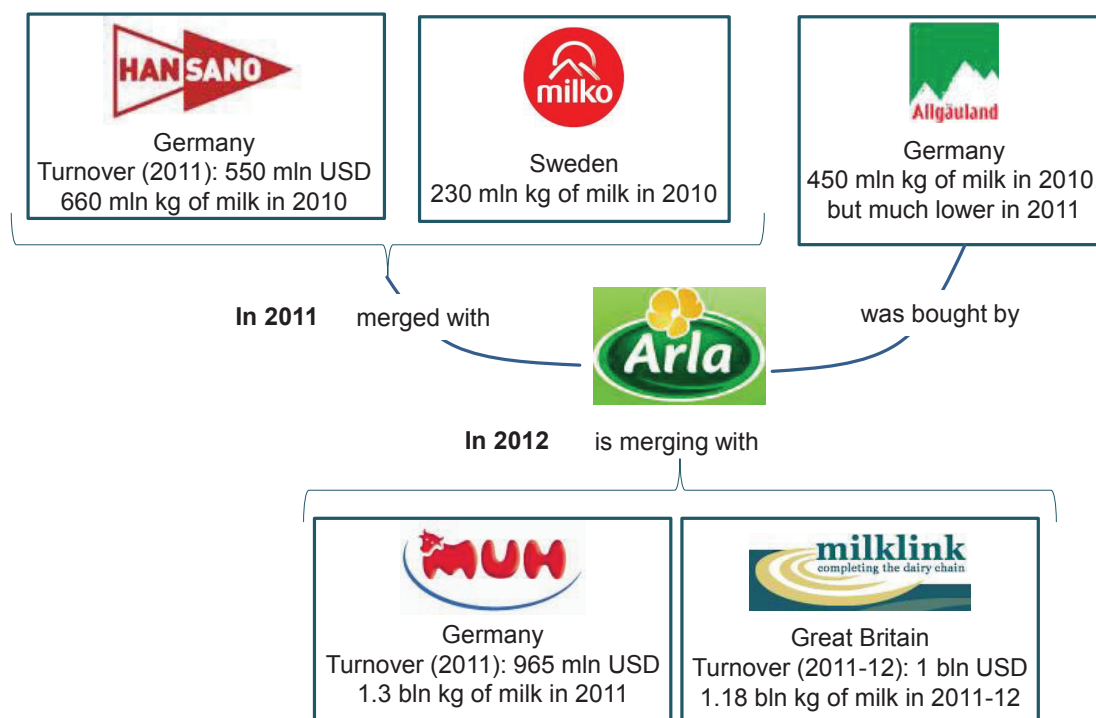 HANSANO
Germany
Turnover (2011): 550 mln USD
660 mln kg of milk in 2010
milko
Sweden
230 mln kg of milk in 2010
Allgäuland
Germany
450 mln kg of milk in 2010
but much lower in 2011
In 2011 merged with
Arla
was bought by
In 2012 is merging with
MUH
Germany
Turnover (2011): 965 mln USD
1.3 bln kg of milk in 2011
milklink
completing the dairy chain
Great Britain
Turnover (2011-12): 1 bln USD
1.18 bln kg of milk in 2011-12